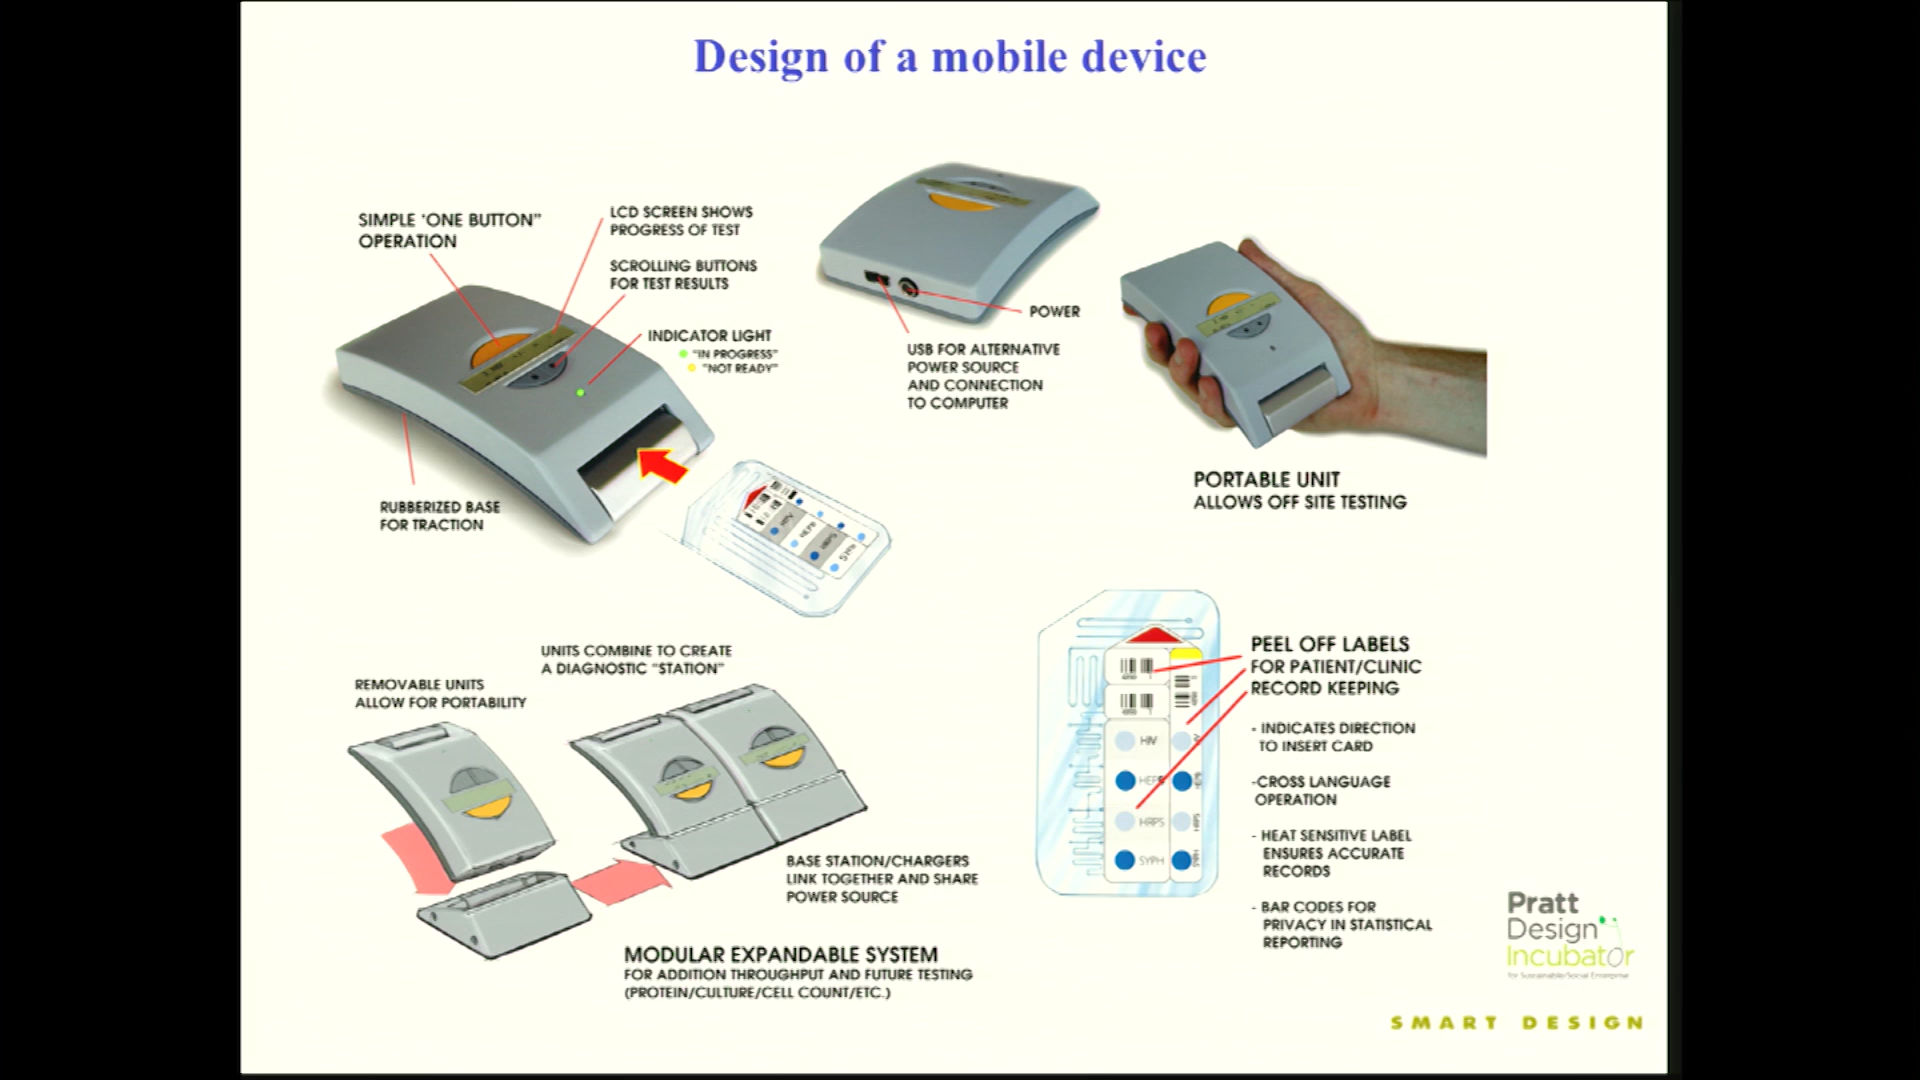 Design of a mobile device
SIMPLE 'ONE BUTTON"
OPERATION
LCD SCREEN SHOWS
PROGRESS OF TEST
SCROLLING BUTTONS
FOR TEST RESULTS
INDICATOR LIGHT
"IN PROGRESS"
"NOT READY"
RUBBERIZED BASE
FOR TRACTION
POWER
USB FOR ALTERNATIVE
POWER SOURCE
AND CONNECTION
TO COMPUTER
PORTABLE UNIT
ALLOWS OFF SITE TESTING
HPV
UNITS COMBINE TO CREATE
A DIAGNOSTIC "STATION"
REMOVABLE UNITS
ALLOW FOR PORTABILITY
BASE STATION/CHARGERS
LINK TOGETHER AND SHARE
POWER SOURCE
MODULAR EXPANDABLE SYSTEM
FOR ADDITION THROUGHPUT AND FUTURE TESTING
(PROTEIN/CULTURE/CELL COUNT/ETC.)
HIV
HRPS
SYPH
PEEL OFF LABELS
FOR PATIENT/CLINIC
RECORD KEEPING
- INDICATES DIRECTION
TO INSERT CARD
-CROSS LANGUAGE
OPERATION
- HEAT SENSITIVE LABEL
ENSURES ACCURATE
RECORDS
- BAR CODES FOR
PRIVACY IN STATISTICAL
REPORTING
Pratt
Design
Incubator
for Sustainable/Social Enterprise
SMART DESIGN